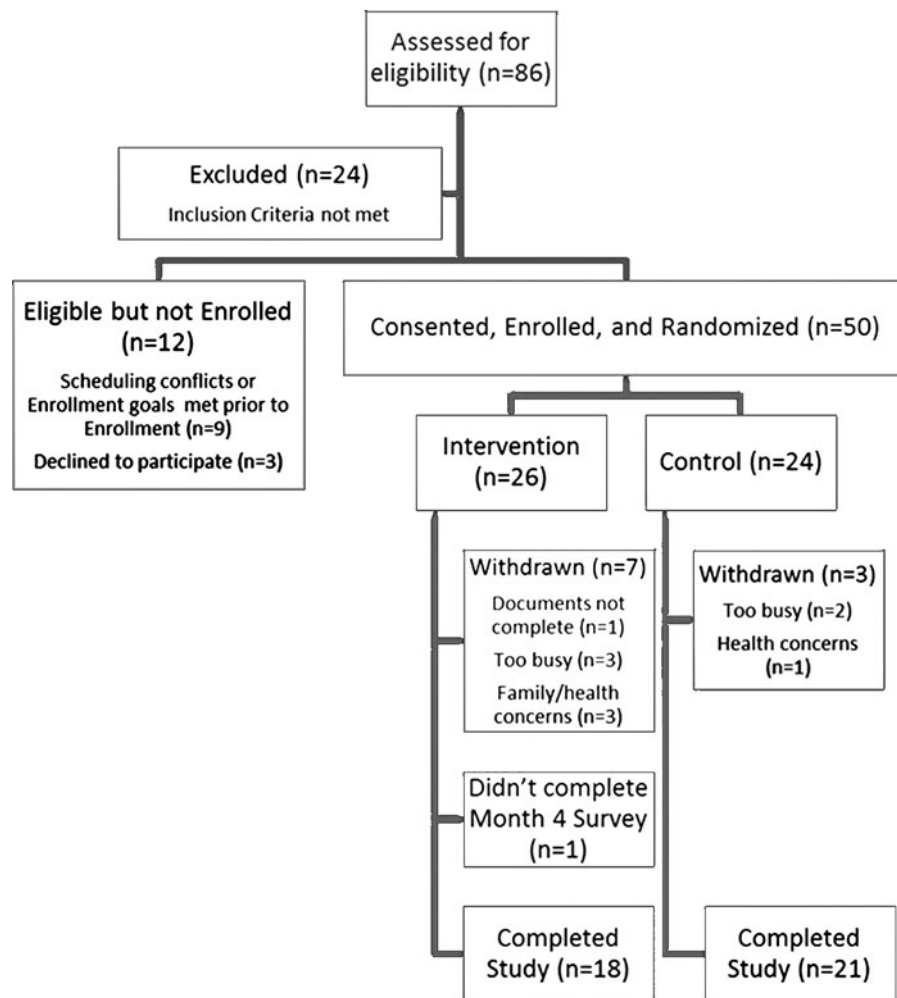 Assessed for
eligibility (n=86)
Excluded (n=24)
Inclusion Criteria not met
Eligible but not Enrolled
(n=12)
Scheduling conflicts or
Enrollment goals met prior to
Enrollment (n=9)
Declined to participate (n=3)
Consented, Enrolled, and Randomized (n=50)
Intervention
(n=26)
Control (n=24)
Withdrawn (n=7)
Documents not
complete (n=1)
Too busy (n=3)
Family/health
concerns (n=3)
Withdrawn (n=3)
Too busy (n=2)
Health concerns
(n=1)
Didn't complete
Month 4 Survey
(n=1)
Completed
Study (n=18)
Completed
Study (n=21)